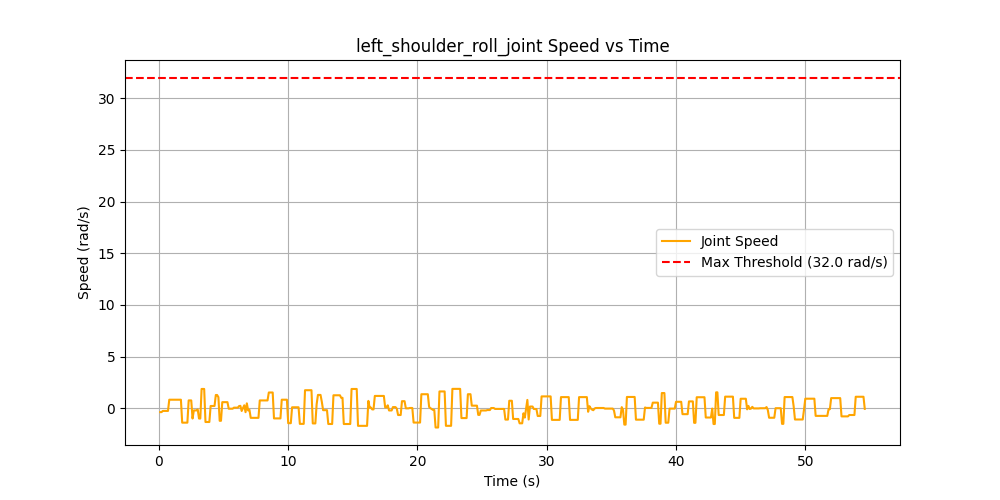 left_shoulder_roll_joint Speed vs Time
Speed (rad/s)
30
25
20
15
10
5
0
Joint Speed
Max Threshold (32.0 rad/s)
0 10 20 30 40 50
Time (s)